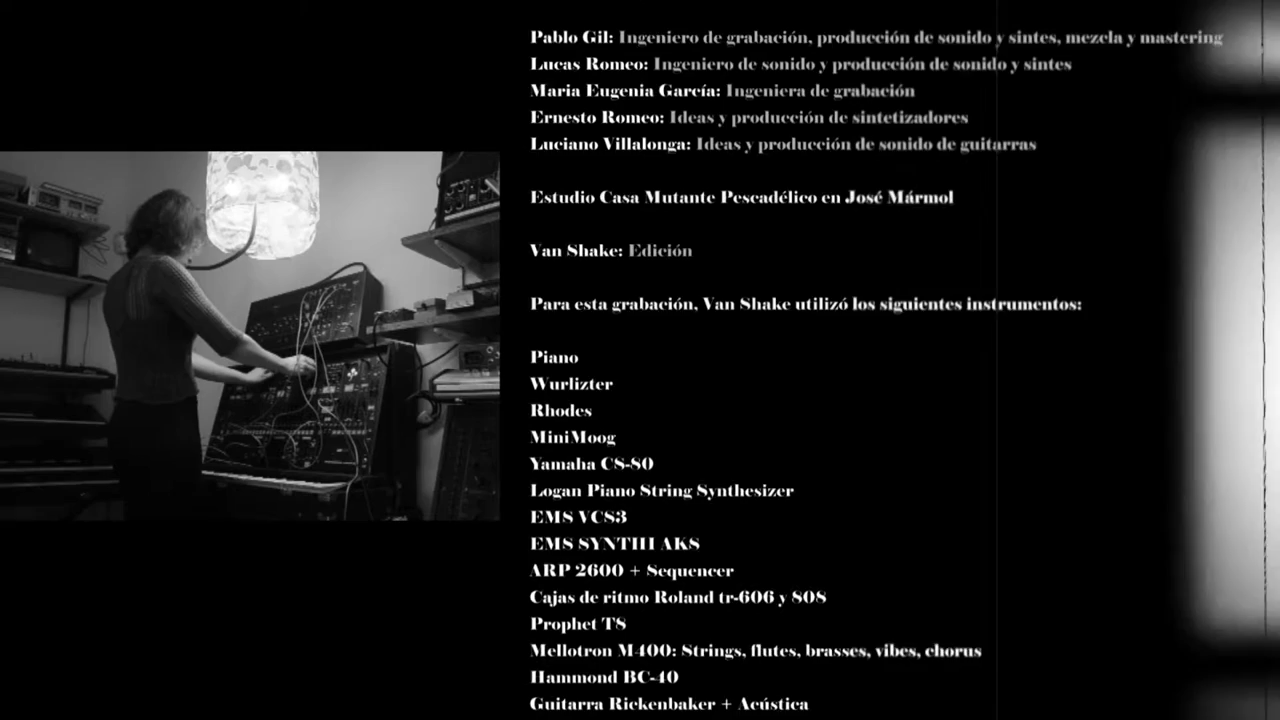 Pablo Gil: Ingeniero de grabación, producción de sonido y sintes, mezcla y mastering
Lucas Romeo: Ingeniero de sonido y producción de sonido y sintes
Maria Eugenia García: Ingeniera de grabación
Ernesto Romeo: Ideas y producción de sintetizadores
Luciano Villalonga: Ideas y producción de sonido de guitarras
Estudio Casa Mutante Pescadélico en José Mármol
Van Shake: Edición
Para esta grabación, Van Shake utilizó los siguientes instrumentos:
Piano
Wurlizter
Rhodes
MiniMoog
Yamaha CS-80
Logan Piano String Synthesizer
EMS VCS3
EMS SYNTHI AKS
ARP 2600 + Sequencer
Cajas de ritmo Roland tr-606 y 808
Prophet T8
Mellotron M400: Strings, flutes, brasses, vibes, chorus
Hammond BC-40
Guitarra Rickenbaker + Acústica